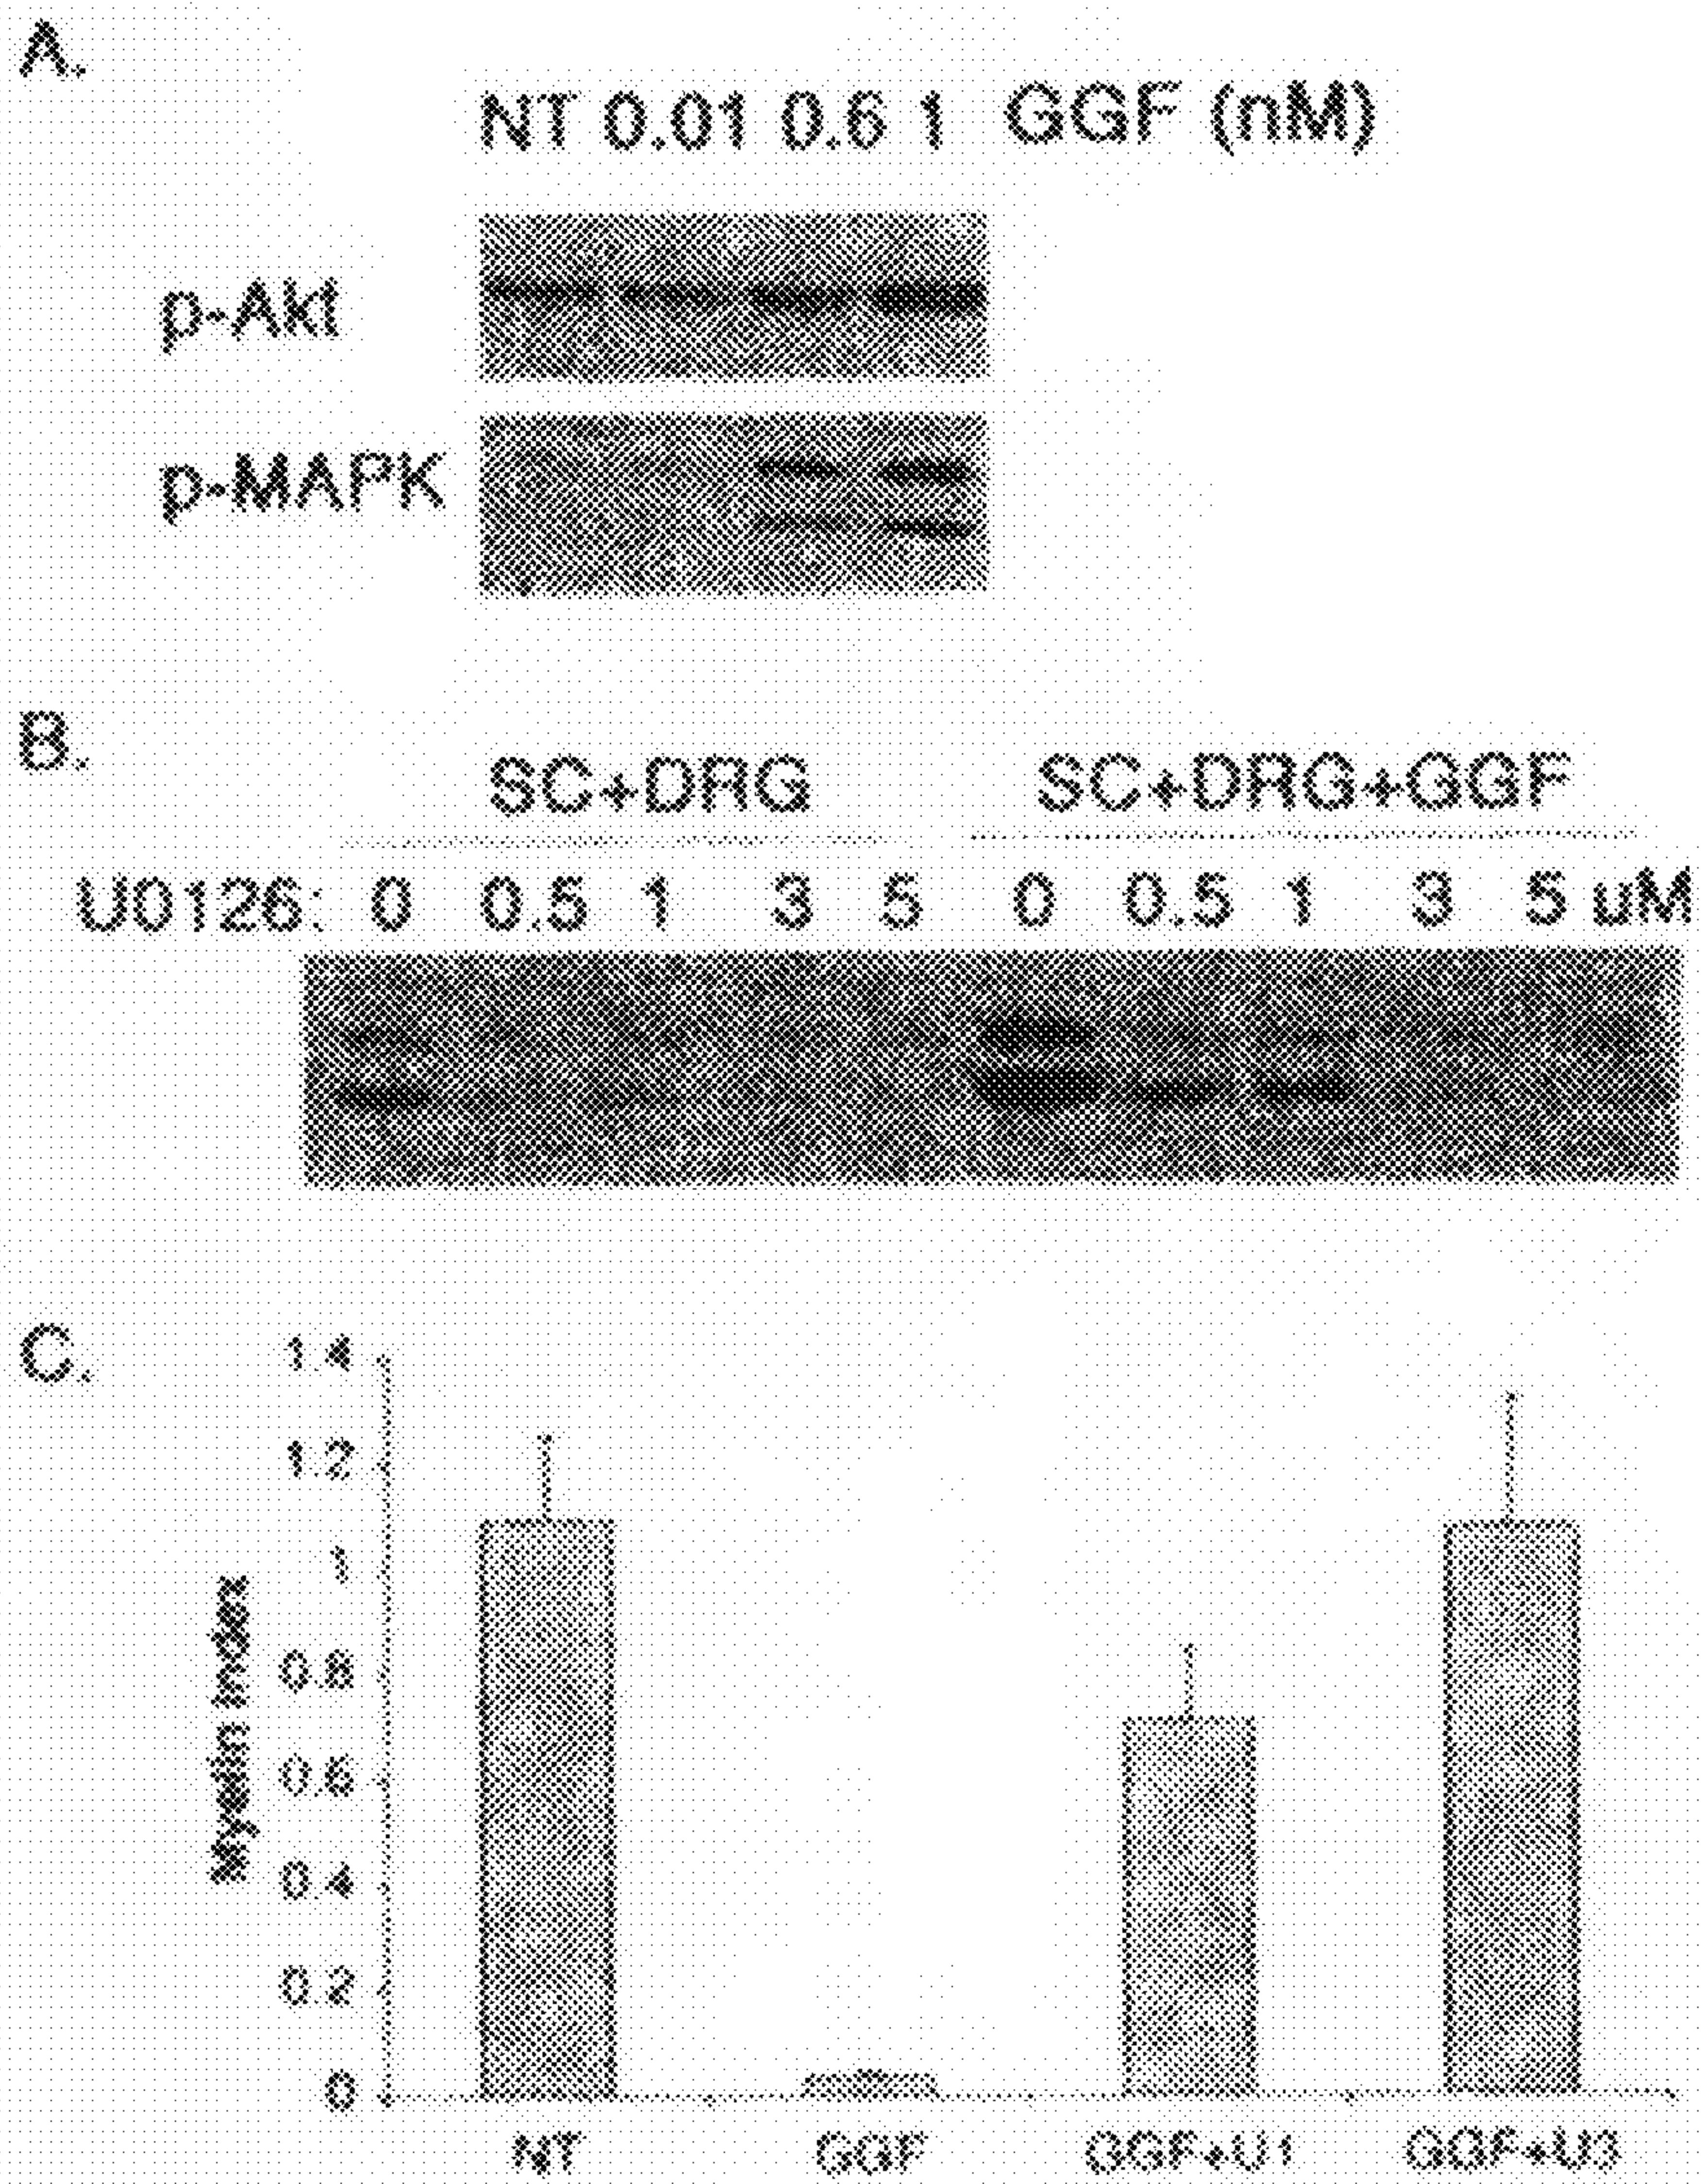 A.
NT 0.01 0.6 1 GGF (nM)
p-Akt
p-MAPK
B.
SC+DRG SC+DRG+GGF
U0126: 0 0.5 1 3 5 0 0.5 1 3 5 uM
C.
1.4
1.2
1
0.8
0.6
0.4
0.2
0
Myelin index
NT GGF GGF+U1 GGF+U3